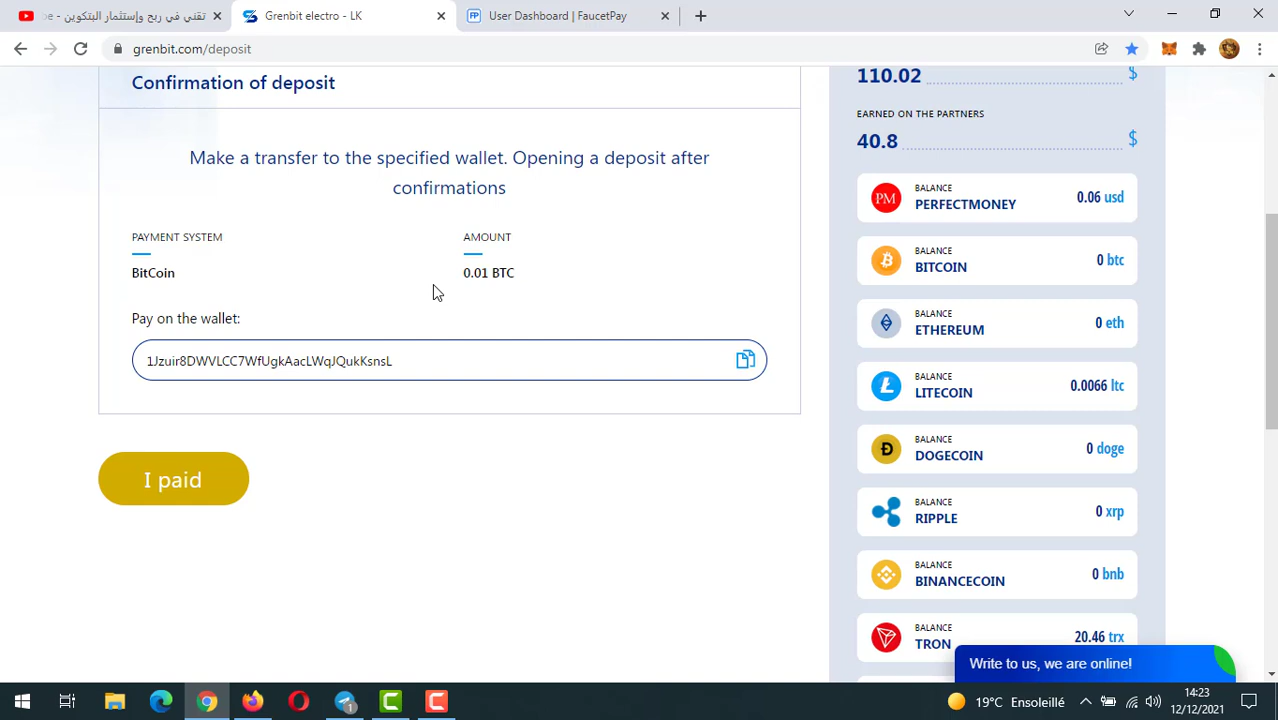 تقني في ربح وإستثمار البتكوين - be
Grenbit electro - LK
User Dashboard | FaucetPay
grenbit.com/deposit
Confirmation of deposit
Make a transfer to the specified wallet. Opening a deposit after
confirmations
PAYMENT SYSTEM
AMOUNT
BitCoin
0.01 BTC
Pay on the wallet:
1Jzuir8DWVLCC7WfUgkAacLWqJQukKsnsL
I paid
110.02 $
EARNED ON THE PARTNERS
40.8 $
PM
BALANCE
PERFECTMONEY
0.06 usd
BALANCE
BITCOIN
0 btc
BALANCE
ETHEREUM
0 eth
BALANCE
LITECOIN
0.0066 ltc
BALANCE
DOGECOIN
0 doge
BALANCE
RIPPLE
0 xrp
BALANCE
BINANCECOIN
0 bnb
BALANCE
TRON
20.46 trx
Write to us, we are online!
19°C Ensoleillé
14:23
12/12/2021